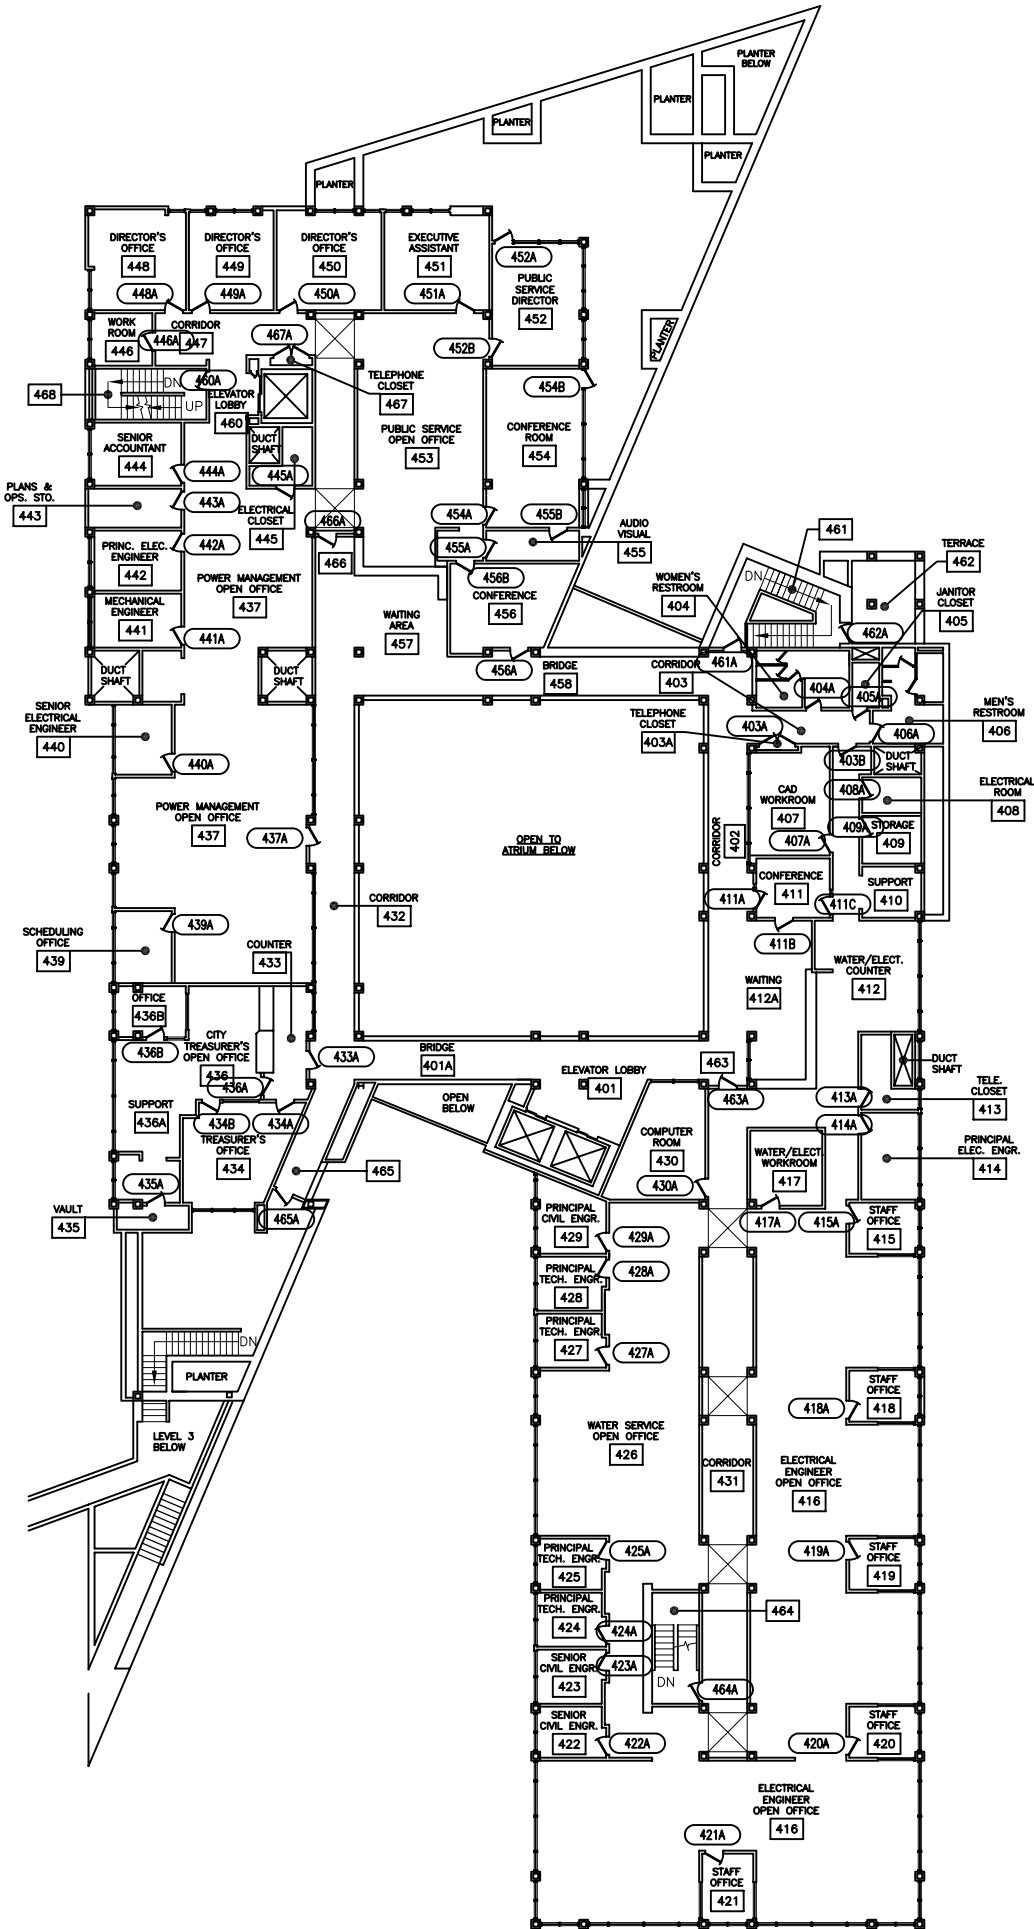 PLANTER
BELOW
PLANTER
PLANTER
PLANTER
PLANTER
PLANTER
DIRECTOR'S
OFFICE
448
448A
DIRECTOR'S
OFFICE
449
449A
DIRECTOR'S
OFFICE
450
450A
EXECUTIVE
ASSISTANT
451
451A
452A
PUBLIC
SERVICE
DIRECTOR
452
452B
WORK
ROOM
446
446A
CORRIDOR
447
467A
TELEPHONE
CLOSET
467
454B
468
DN
UP
460A
ELEVATOR
LOBBY
460
DUCT
SHAFT
PUBLIC SERVICE
OPEN OFFICE
453
CONFERENCE
ROOM
454
SENIOR
ACCOUNTANT
444
444A
445A
PLANS &
OPS. STO.
443
443A
ELECTRICAL
CLOSET
445
466A
466
454A
455B
AUDIO
VISUAL
455
455A
PRINC. ELEC.
ENGINEER
442
442A
POWER MANAGEMENT
OPEN OFFICE
437
456B
CONFERENCE
456
MECHANICAL
ENGINEER
441
441A
WAITING
AREA
457
456A
BRIDGE
458
WOMEN'S
RESTROOM
404
DN
461
TERRACE
462
462A
JANITOR
CLOSET
405
461A
404A
405A
CORRIDOR
403
MEN'S
RESTROOM
406
406A
DUCT
SHAFT
DUCT
SHAFT
TELEPHONE
CLOSET
403A
403A
403B
DUCT
SHAFT
SENIOR
ELECTRICAL
ENGINEER
440
440A
ELECTRICAL
ROOM
408
408A
CAD
WORKROOM
407
407A
409A
STORAGE
409
POWER MANAGEMENT
OPEN OFFICE
437
437A
OPEN TO
ATRIUM BELOW
CORRIDOR
402
CONFERENCE
411
411A
411C
SUPPORT
410
CORRIDOR
432
411B
SCHEDULING
OFFICE
439
439A
COUNTER
433
WATER/ELECT.
COUNTER
412
WAITING
412A
OFFICE
436B
436B
CITY
TREASURER'S
OPEN OFFICE
436
436A
433A
BRIDGE
401A
ELEVATOR LOBBY
401
463
463A
DUCT
SHAFT
TELE.
CLOSET
413
413A
SUPPORT
436A
434B
434A
TREASURER'S
OFFICE
434
OPEN
BELOW
COMPUTER
ROOM
430
430A
WATER/ELECT.
WORKROOM
417
414A
PRINCIPAL
ELEC. ENGR.
414
435A
465
VAULT
435
465A
417A
415A
STAFF
OFFICE
415
PRINCIPAL
CIVIL ENGR.
429
429A
PRINCIPAL
TECH. ENGR.
428
428A
PRINCIPAL
TECH. ENGR.
427
427A
DN
PLANTER
LEVEL 3
BELOW
STAFF
OFFICE
418
418A
WATER SERVICE
OPEN OFFICE
426
CORRIDOR
431
ELECTRICAL
ENGINEER
OPEN OFFICE
416
PRINCIPAL
TECH. ENGR.
425
425A
STAFF
OFFICE
419
419A
PRINCIPAL
TECH. ENGR.
424
424A
464
SENIOR
CIVIL ENGR.
423
423A
DN
464A
SENIOR
CIVIL ENGR.
422
422A
STAFF
OFFICE
420
420A
ELECTRICAL
ENGINEER
OPEN OFFICE
416
421A
STAFF
OFFICE
421